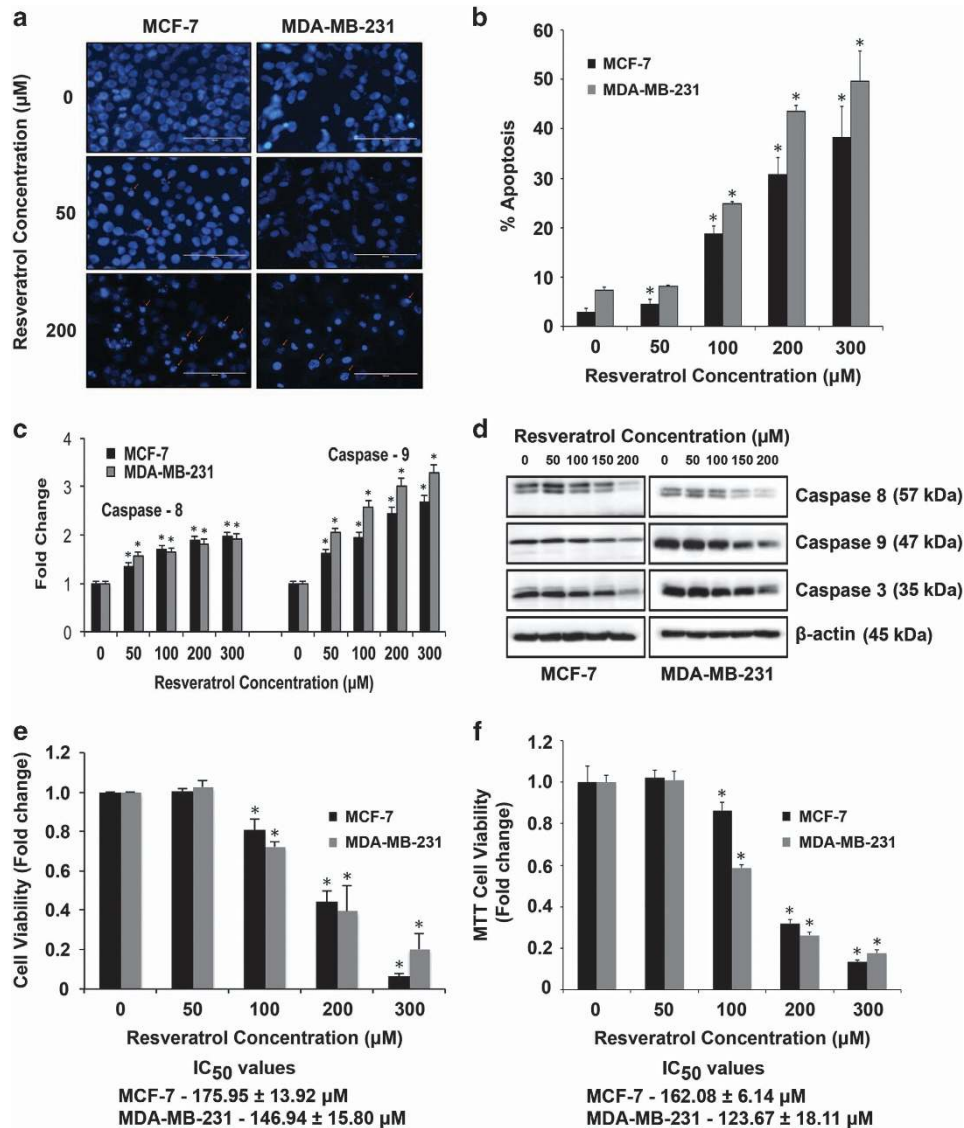 a
MCF-7 MDA-MB-231
Resveratrol Concentration (µM)
0
50
200
b
% Apoptosis
60
50
40
30
20
10
0
MCF-7
MDA-MB-231
* * * * * * *
0 50 100 200 300
Resveratrol Concentration (µM)
c
Fold Change
4
3
2
1
0
MCF-7
MDA-MB-231
Caspase - 8
Caspase - 9
* * * * * * * *
* * * * * * * *
0 50 100 200 300 0 50 100 200 300
Resveratrol Concentration (µM)
d
Resveratrol Concentration (µM)
0 50 100 150 200 0 50 100 150 200
Caspase 8 (57 kDa)
Caspase 9 (47 kDa)
Caspase 3 (35 kDa)
β-actin (45 kDa)
MCF-7 MDA-MB-231
e
Cell Viability (Fold change)
1.2
1.0
0.8
0.6
0.4
0.2
0
MCF-7
MDA-MB-231
* * * * * *
0 50 100 200 300
Resveratrol Concentration (µM)
IC50 values
MCF-7 - 175.95 ± 13.92 µM
MDA-MB-231 - 146.94 ± 15.80 µM
f
MTT Cell Viability
(Fold change)
1.2
1.0
0.8
0.6
0.4
0.2
0
MCF-7
MDA-MB-231
* * * * * *
0 50 100 200 300
Resveratrol Concentration (µM)
IC50 values
MCF-7 - 162.08 ± 6.14 µM
MDA-MB-231 - 123.67 ± 18.11 µM